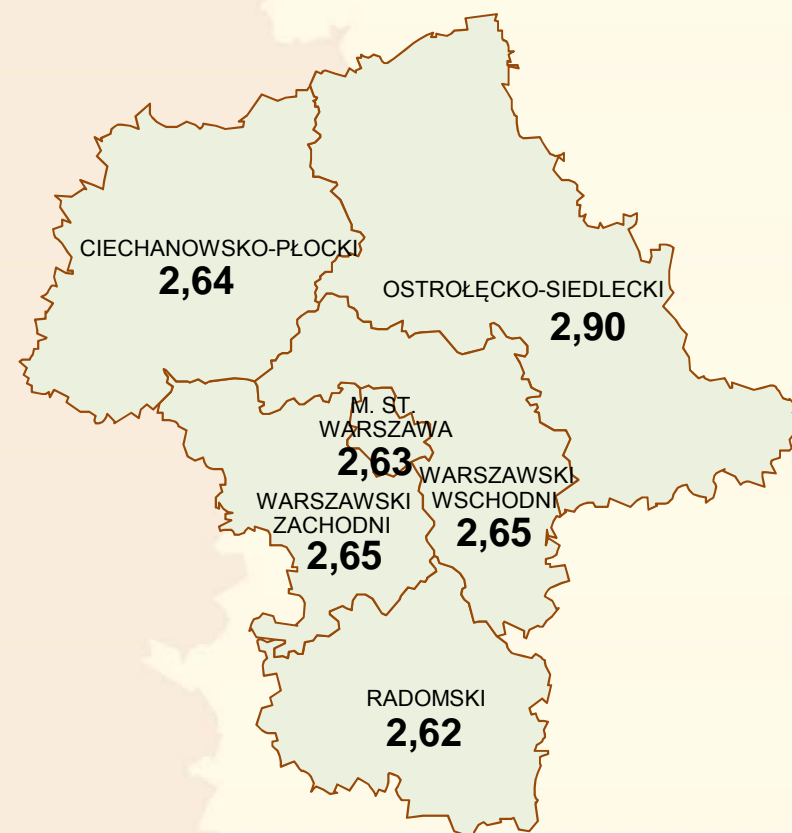 CIECHANOWSKO-PŁOCKI
2,64
OSTROŁĘCKO-SIEDLECKI
2,90
M. ST.
WARSZAWA
2,63
WARSZAWSKI
ZACHODNI
2,65
WARSZAWSKI
WSCHODNI
2,65
RADOMSKI
2,62